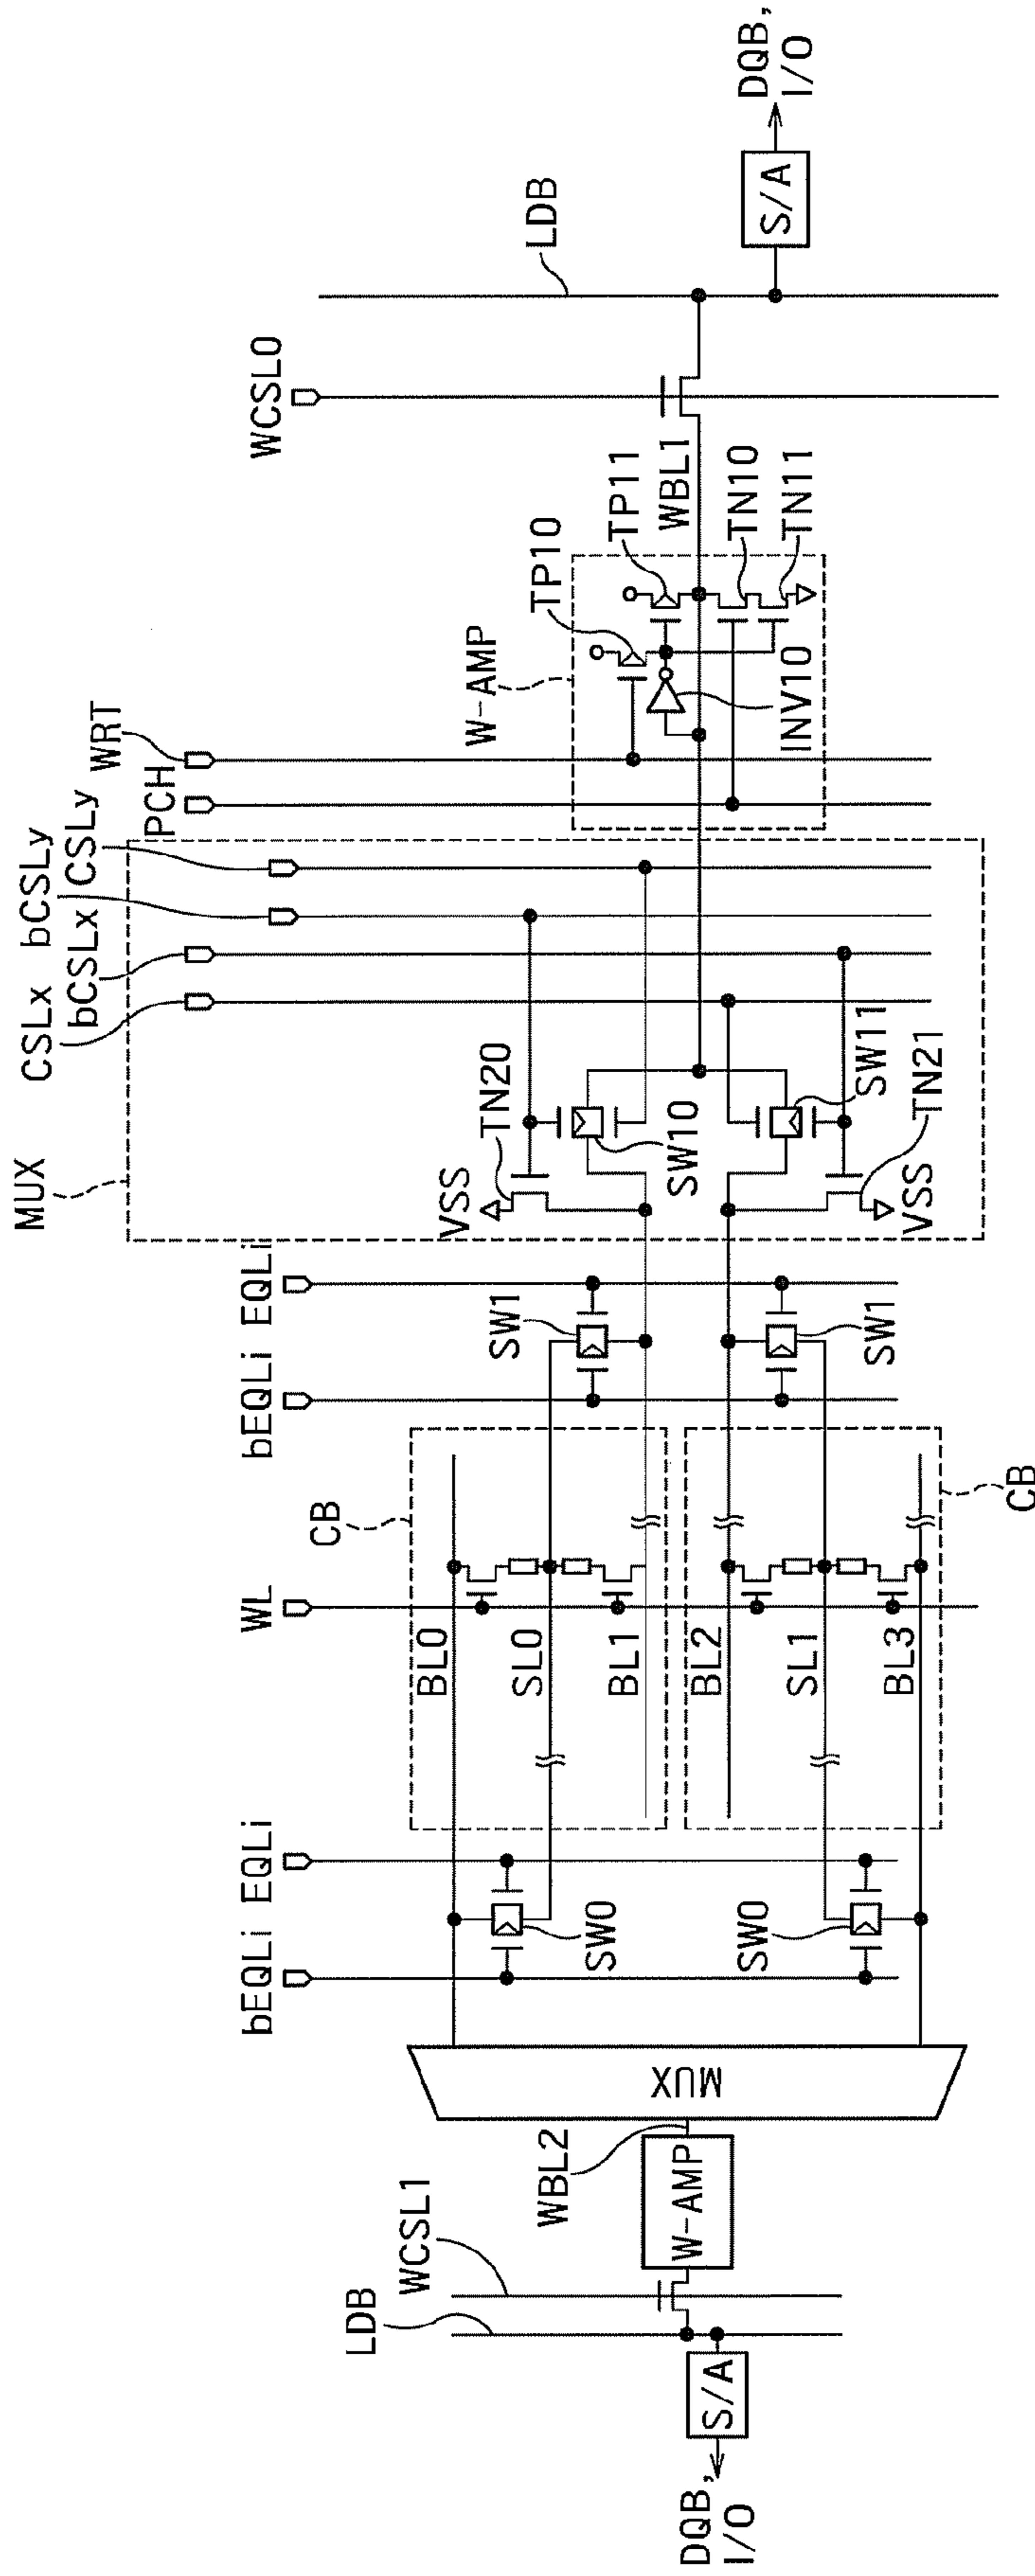 DQB,
I/O
S/A
LDB
WCSL1
WBL2
W-AMP
MUX
bEQLi
EQLi
SW0
SW0
WL
CB
BL0
SL0
BL1
BL2
SL1
BL3
CB
bEQLi
EQLi
SW1
SW1
MUX
VSS
TN20
SW10
SW11
VSS
TN21
CSLx
bCSLx
bCSLy
CSLy
PCH
WRT
W-AMP
TP10
TP11
INV10
WBL1
TN10
TN11
WCSL0
LDB
S/A
DQB,
I/O